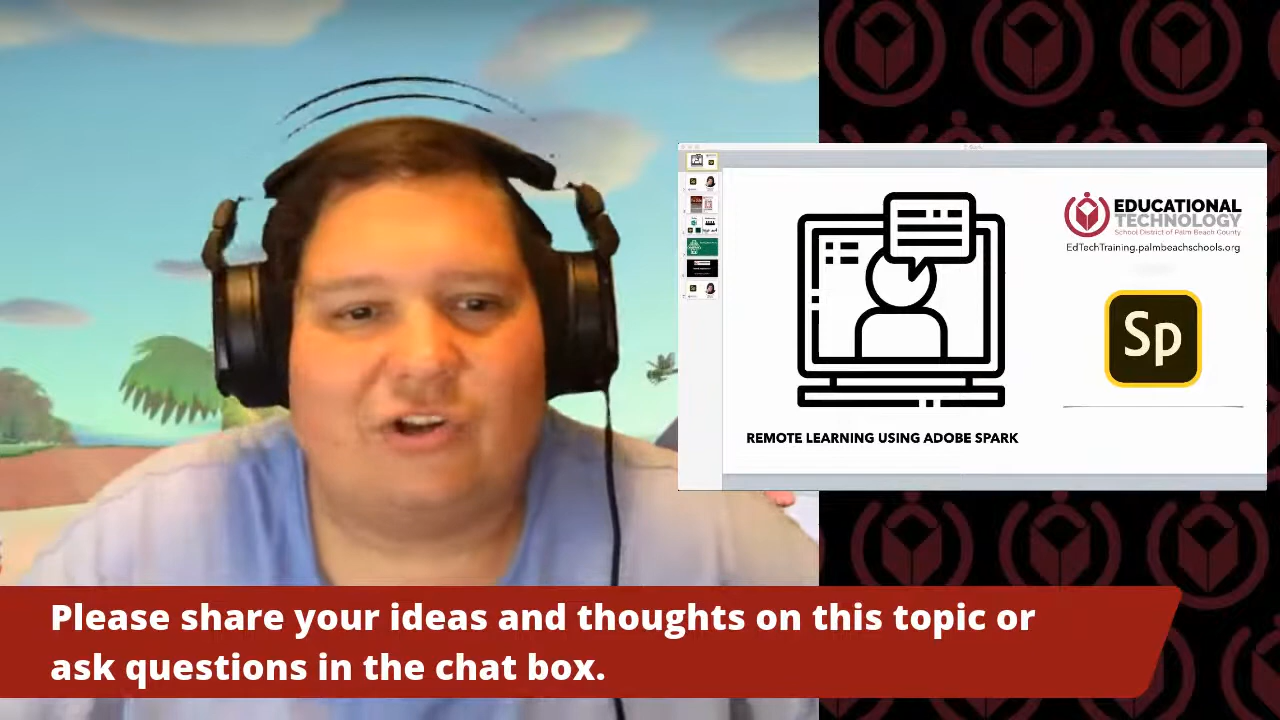 EDUCATIONAL
TECHNOLOGY
School District of Palm Beach County
EdTechTraining.palmbeachschools.org
Sp
REMOTE LEARNING USING ADOBE SPARK
Please share your ideas and thoughts on this topic or
ask questions in the chat box.